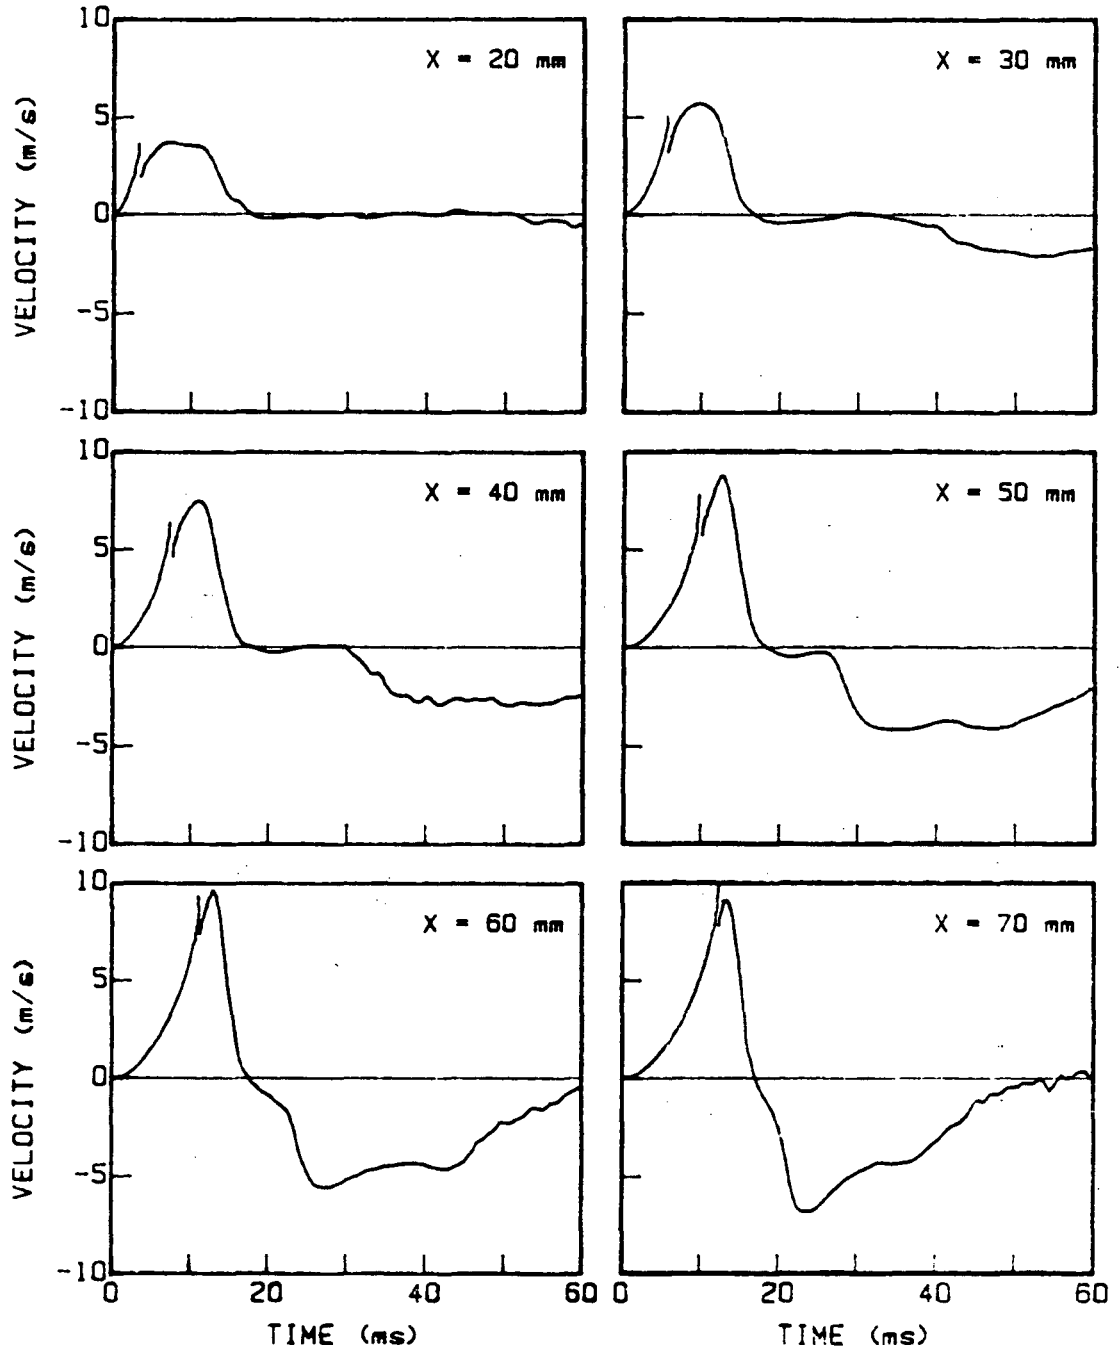 10
X = 20 mm
X = 30 mm
VELOCITY (m/s)
5
0
-5
-10
10
X = 40 mm
X = 50 mm
VELOCITY (m/s)
5
0
-5
-10
10
X = 60 mm
X = 70 mm
VELOCITY (m/s)
5
0
-5
-10
0 20 40 60 0 20 40 60
TIME (ms) TIME (ms)